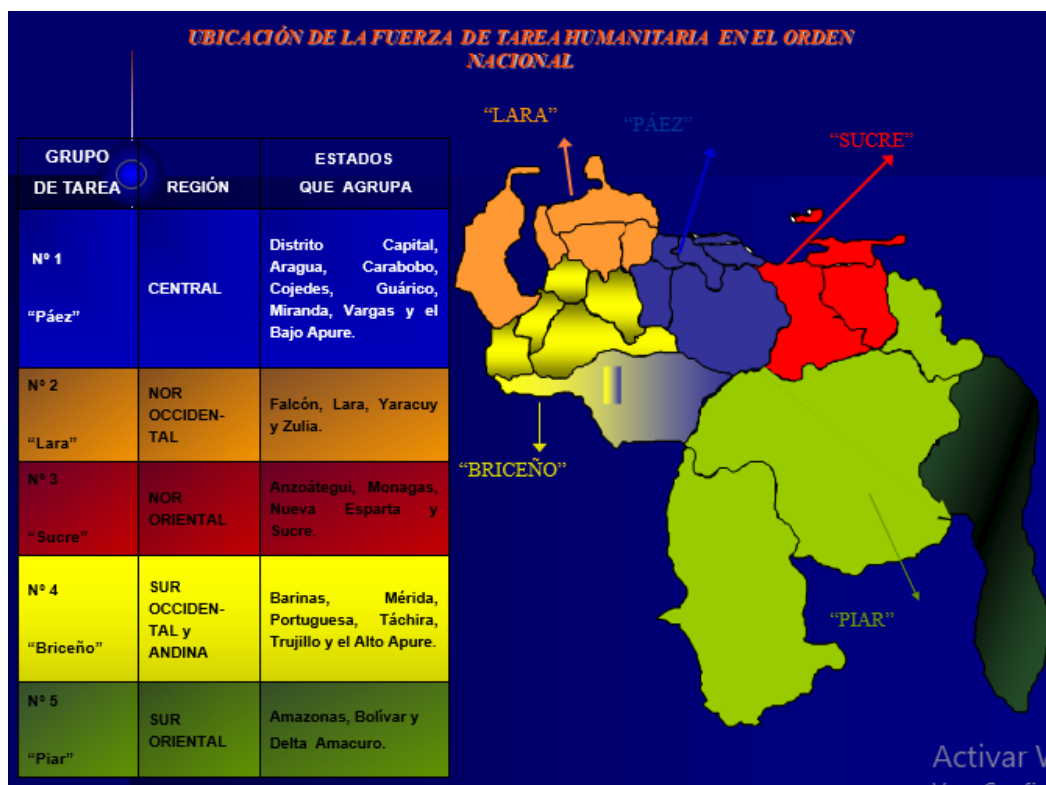 UBICACIÓN DE LA FUERZA DE TAREA HUMANITARIA EN EL ORDEN
NACIONAL
GRUPO
DE TAREA
REGIÓN
ESTADOS
QUE AGRUPA
Nº 1
"Páez"
CENTRAL
Distrito Capital,
Aragua, Carabobo,
Cojedes, Guárico,
Miranda, Vargas y el
Bajo Apure.
Nº 2
"Lara"
NOR
OCCIDEN-
TAL
Falcón, Lara, Yaracuy
y Zulia.
Nº 3
"Sucre"
NOR
ORIENTAL
Anzoátegui, Monagas,
Nueva Esparta y
Sucre.
Nº 4
"Briceño"
SUR
OCCIDEN-
TAL y
ANDINA
Barinas, Mérida,
Portuguesa, Táchira,
Trujillo y el Alto Apure.
Nº 5
"Piar"
SUR
ORIENTAL
Amazonas, Bolívar y
Delta Amacuro.
"LARA"
"PÁEZ"
"SUCRE"
"BRICEÑO"
"PIAR"
Activar